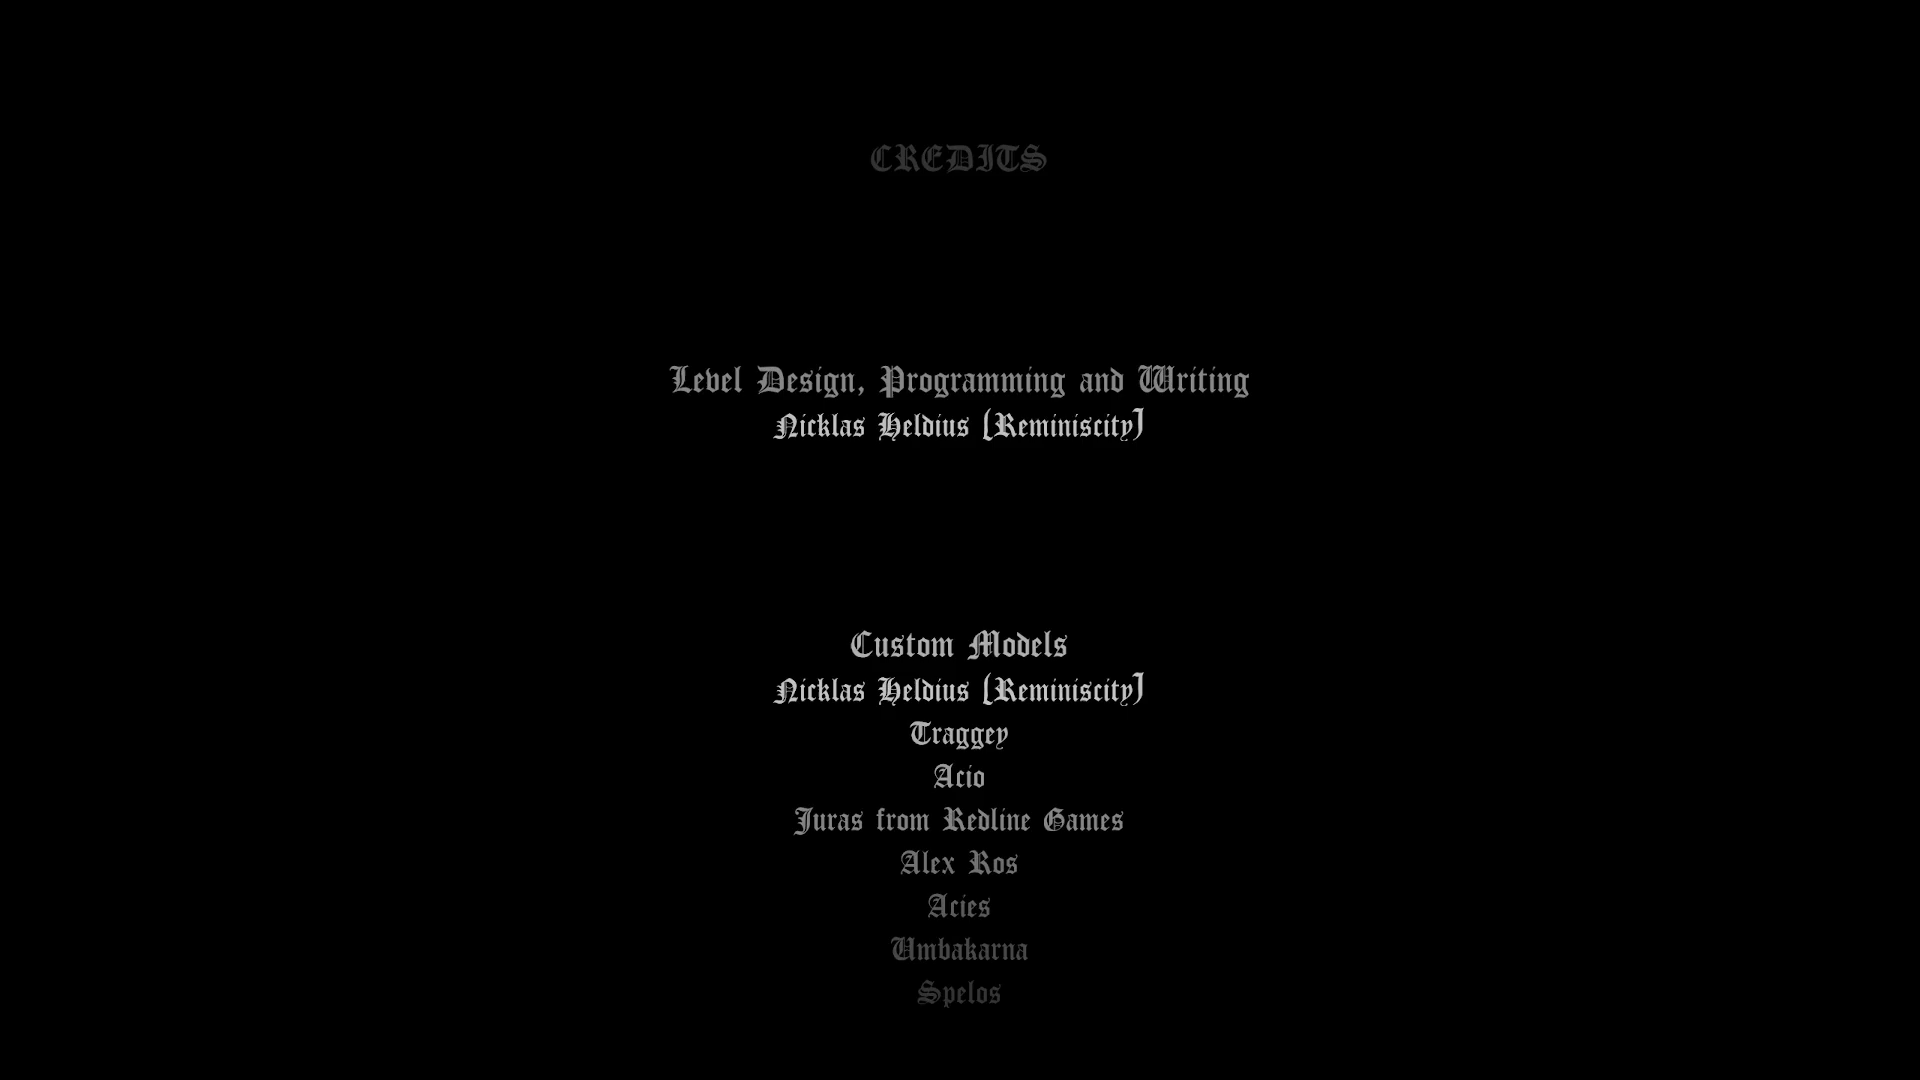 CREDITS
Level Design, Programming and Writing
Nicklas Heldius (Reminiscity)
Custom Models
Nicklas Heldius (Reminiscity)
Traggey
Acio
Juras from Redline Games
Alex Ros
Acies
Umbakarna
Spelos